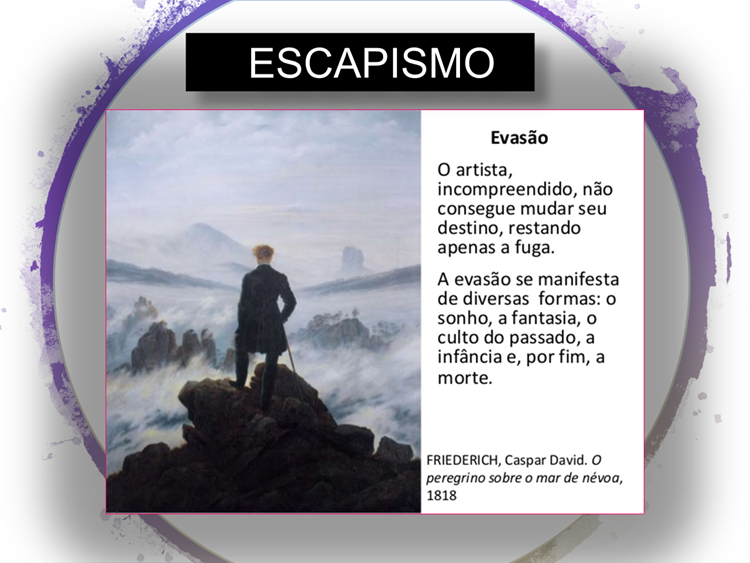 ESCAPISMO
Evasão
O artista,
incompreendido, não
consegue mudar seu
destino, restando
apenas a fuga.
A evasão se manifesta
de diversas formas: o
sonho, a fantasia, o
culto do passado, a
infância e, por fim, a
morte.
FRIEDERICH, Caspar David. O
peregrino sobre o mar de névoa,
1818